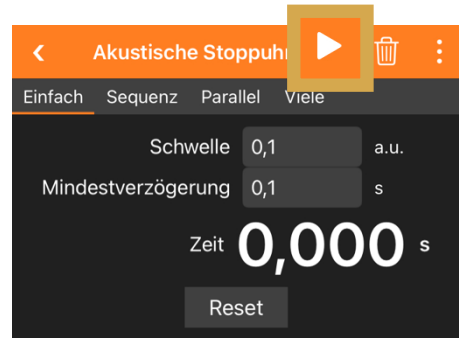 Akustische Stoppuhr
Einfach Sequenz Parallel Viele
Schwelle 0,1 a.u.
Mindestverzögerung 0,1 s
Zeit 0,000 s
Reset